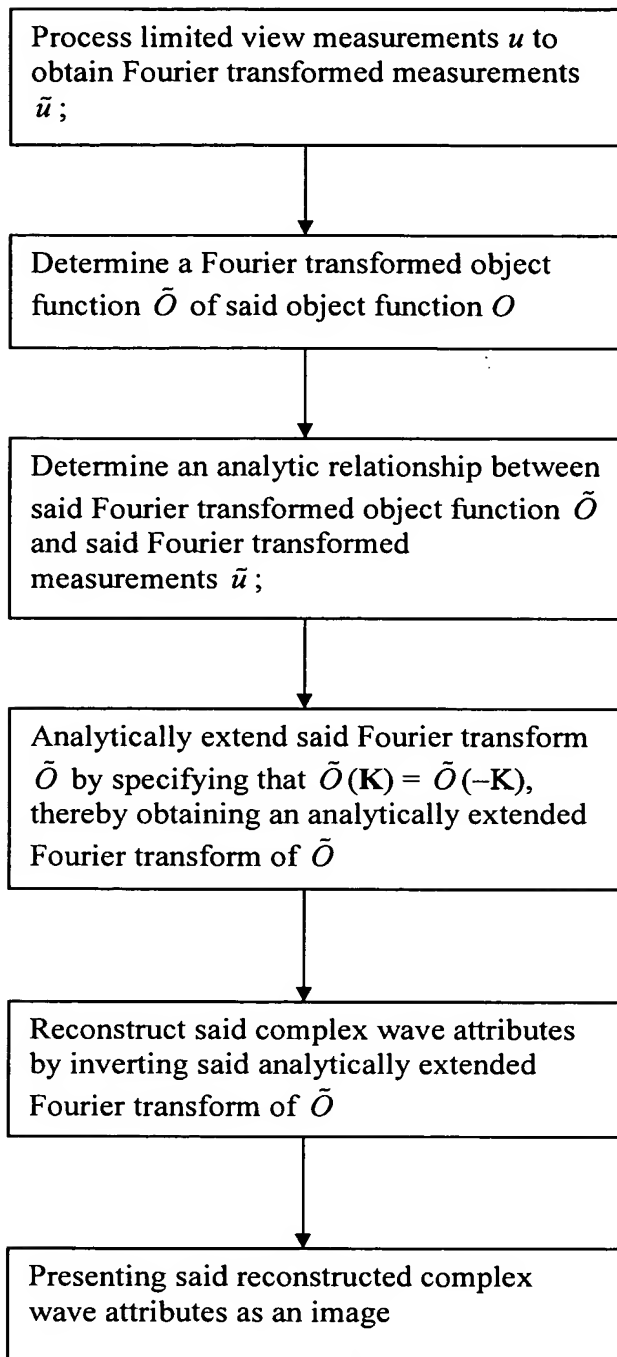 Process limited view measurements u to
obtain Fourier transformed measurements
ũ ;
Determine a Fourier transformed object
function Õ of said object function O
Determine an analytic relationship between
said Fourier transformed object function Õ
and said Fourier transformed
measurements ũ ;
Analytically extend said Fourier transform
Õ by specifying that Õ(K) = Õ(−K),
thereby obtaining an analytically extended
Fourier transform of Õ
Reconstruct said complex wave attributes
by inverting said analytically extended
Fourier transform of Õ
Presenting said reconstructed complex
wave attributes as an image